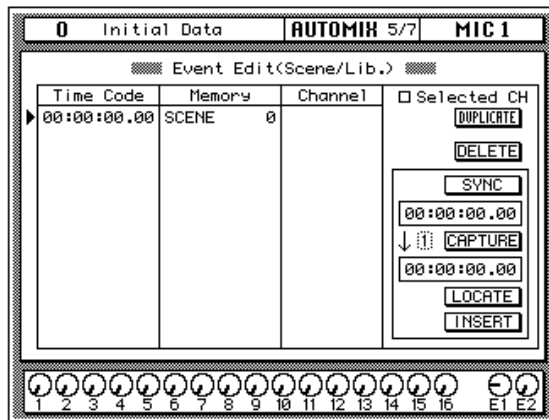 0 Initial Data AUTOMIX 5/7 MIC 1
Event Edit(Scene/Lib.)
Time Code Memory Channel Selected CH
00:00:00.00 SCENE 0 DUPLICATE
DELETE
SYNC
00:00:00.00
1 CAPTURE
00:00:00.00
LOCATE
INSERT
1 2 3 4 5 6 7 8 9 10 11 12 13 14 15 16 E1 E2